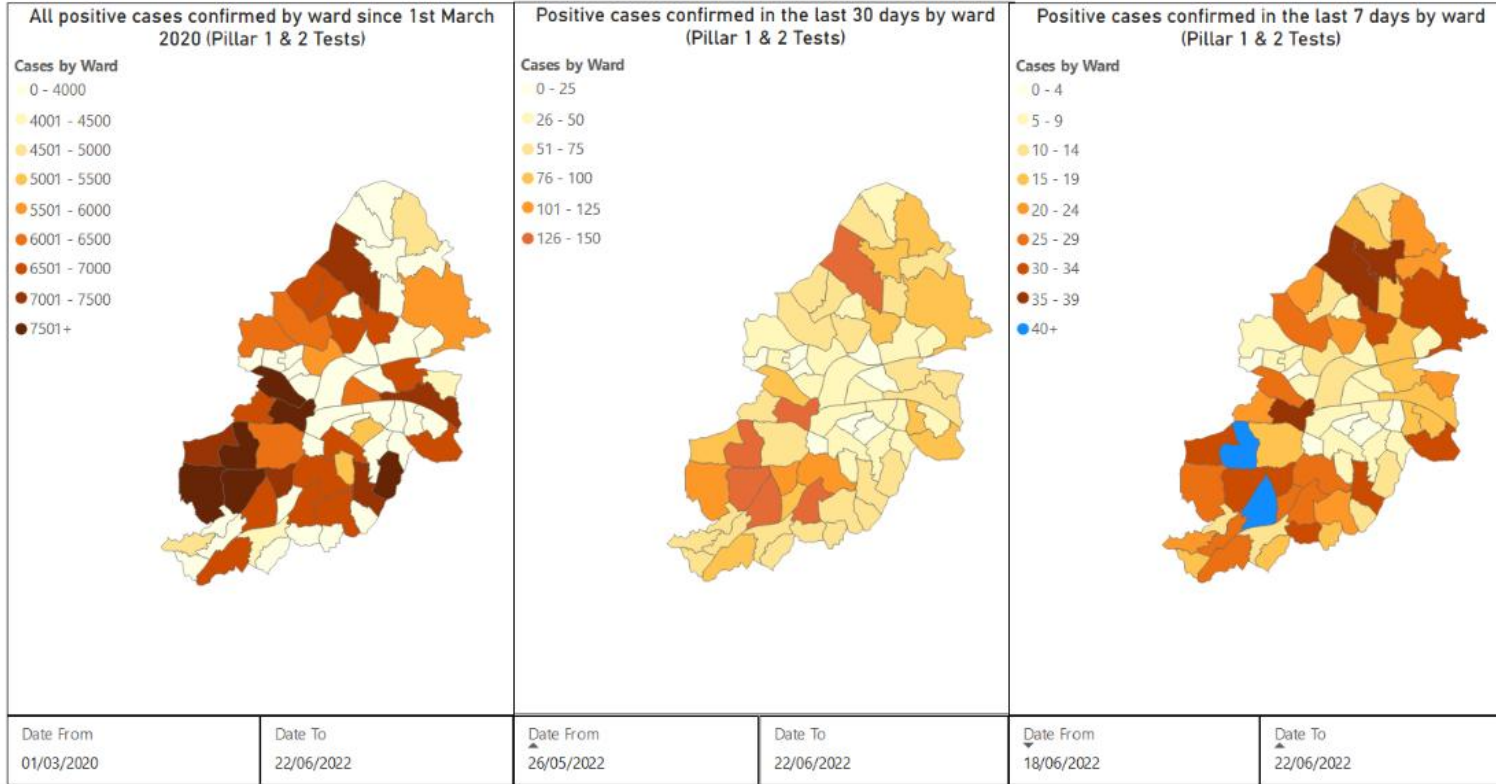 All positive cases confirmed by ward since 1st March
2020 (Pillar 1 & 2 Tests)
Cases by Ward
0 - 4000
4001 - 4500
4501 - 5000
5001 - 5500
5501 - 6000
6001 - 6500
6501 - 7000
7001 - 7500
7501+
Date From
01/03/2020
Date To
22/06/2022
Positive cases confirmed in the last 30 days by ward
(Pillar 1 & 2 Tests)
Cases by Ward
0 - 25
26 - 50
51 - 75
76 - 100
101 - 125
126 - 150
Date From
26/05/2022
Date To
22/06/2022
Positive cases confirmed in the last 7 days by ward
(Pillar 1 & 2 Tests)
Cases by Ward
0 - 4
5 - 9
10 - 14
15 - 19
20 - 24
25 - 29
30 - 34
35 - 39
40+
Date From
18/06/2022
Date To
22/06/2022